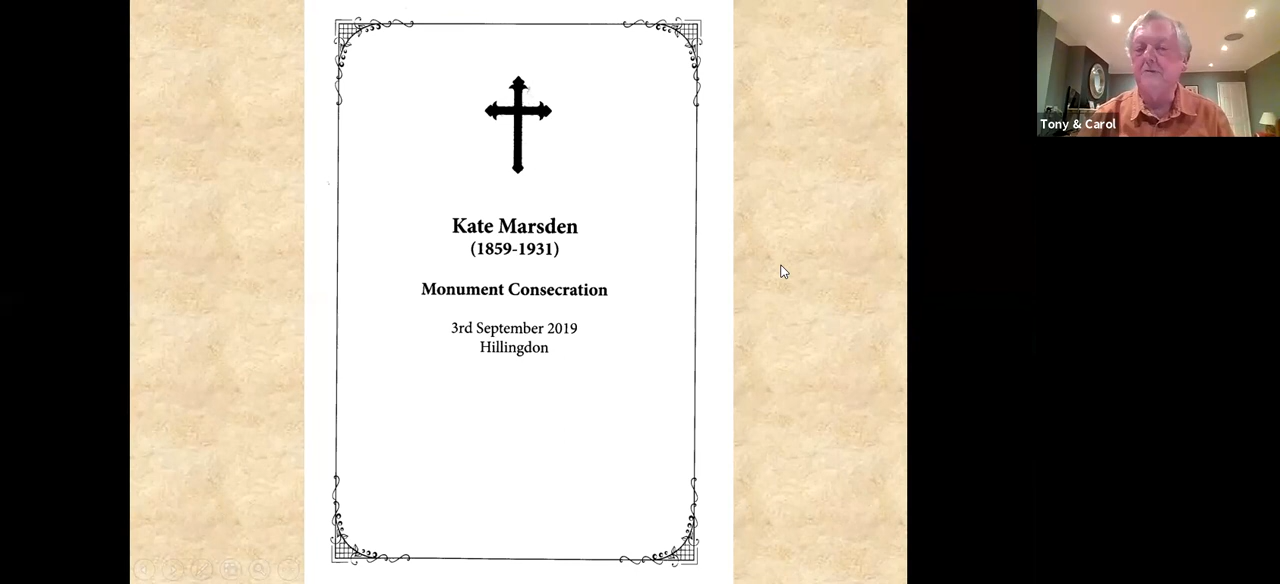 Kate Marsden
(1859-1931)
Monument Consecration
3rd September 2019
Hillingdon
Tony & Carol